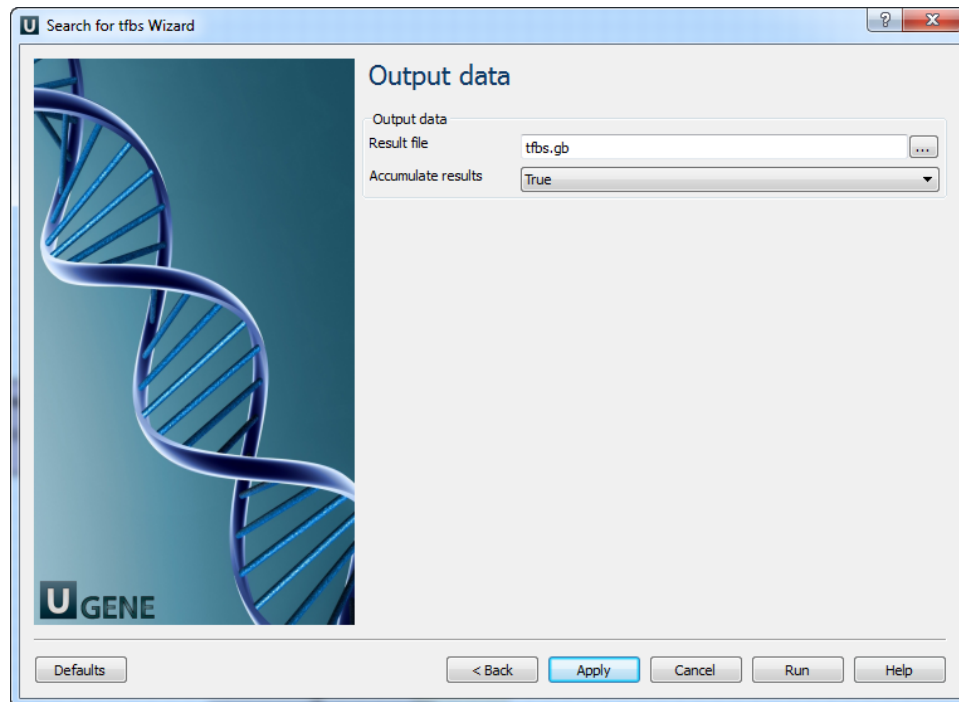 U Search for tfbs Wizard
?
X
Output data
Output data
Result file
tfbs.gb
...
Accumulate results
True
U GENE
Defaults
< Back
Apply
Cancel
Run
Help